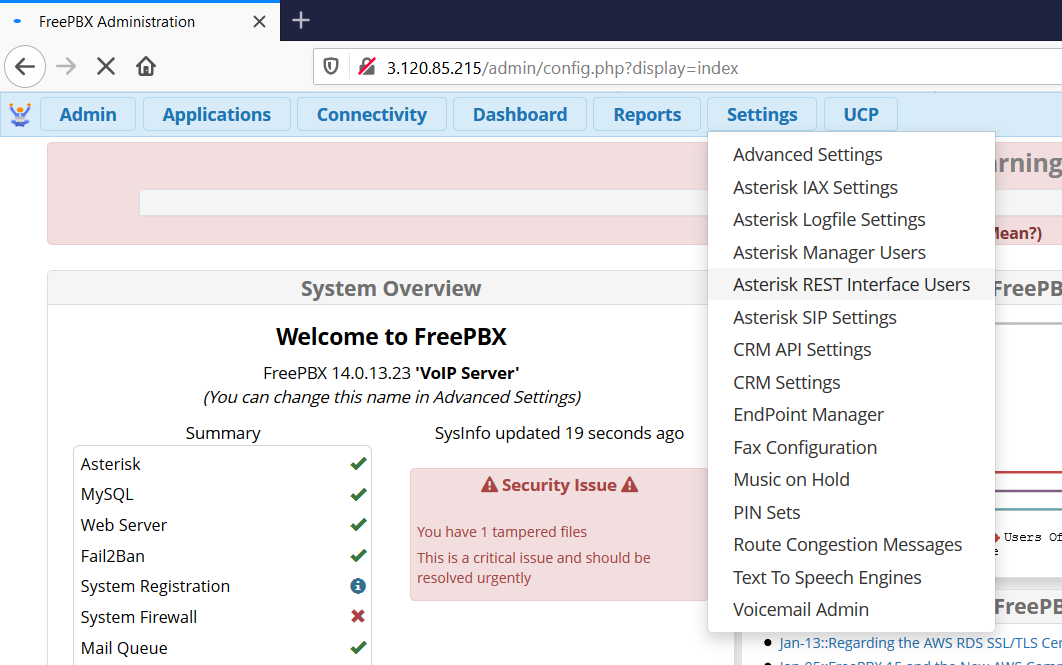 FreePBX Administration
3.120.85.215/admin/config.php?display=index
Admin Applications Connectivity Dashboard Reports Settings UCP
Advanced Settings
Asterisk IAX Settings
Asterisk Logfile Settings
Asterisk Manager Users
Asterisk REST Interface Users
Asterisk SIP Settings
CRM API Settings
CRM Settings
EndPoint Manager
Fax Configuration
Music on Hold
PIN Sets
Route Congestion Messages
Text To Speech Engines
Voicemail Admin
System Overview
Welcome to FreePBX
FreePBX 14.0.13.23 'VoIP Server'
(You can change this name in Advanced Settings)
Summary
Asterisk
MySQL
Web Server
Fail2Ban
System Registration
System Firewall
Mail Queue
SysInfo updated 19 seconds ago
Security Issue
You have 1 tampered files
This is a critical issue and should be
resolved urgently
Users Of
Jan-13::Regarding the AWS RDS SSL/TLS Cer